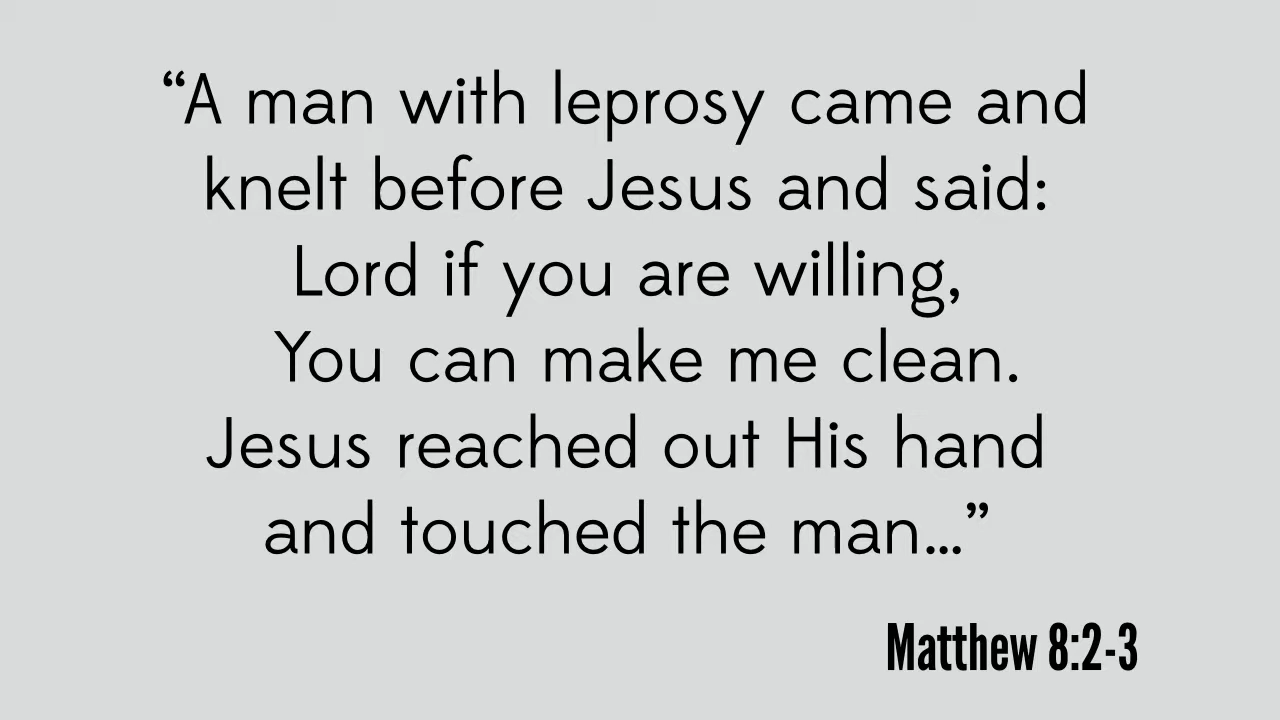 “A man with leprosy came and
knelt before Jesus and said:
Lord if you are willing,
You can make me clean.
Jesus reached out His hand
and touched the man...”
Matthew 8:2-3